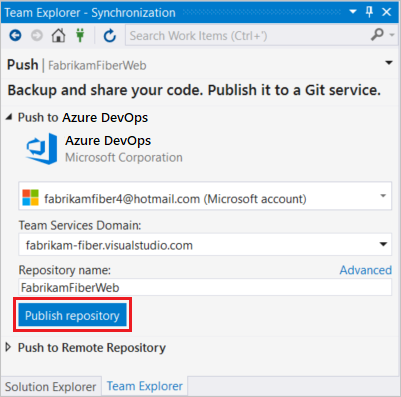 Team Explorer - Synchronization
Search Work Items (Ctrl+')
Push | FabrikamFiberWeb
Backup and share your code. Publish it to a Git service.
Push to Azure DevOps
Azure DevOps
Microsoft Corporation
fabrikamfiber4@hotmail.com (Microsoft account)
Team Services Domain:
fabrikam-fiber.visualstudio.com
Repository name: Advanced
FabrikamFiberWeb
Publish repository
Push to Remote Repository
Solution Explorer Team Explorer